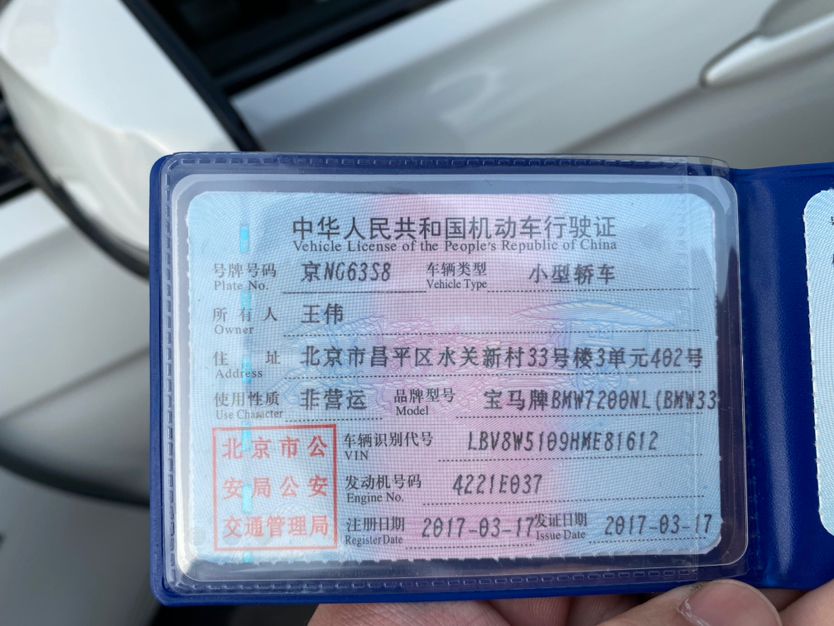 中华人民共和国机动车行驶证
Vehicle License of the People's Republic of China
号牌号码 京NG63S8 车辆类型 小型轿车
Plate No. Vehicle Type
所有人 王伟
Owner
住址 北京市昌平区水关新村33号楼3单元402号
Address
使用性质 非营运 品牌型号 宝马牌BMW7200NL(BMW33
Use Character Model
北京市公 车辆识别代号 LBV8W5109HME81612
VIN
安局公安 发动机号码 4221E037
Engine No.
交通管理局 注册日期 2017-03-17 发证日期 2017-03-17
Register Date Issue Date